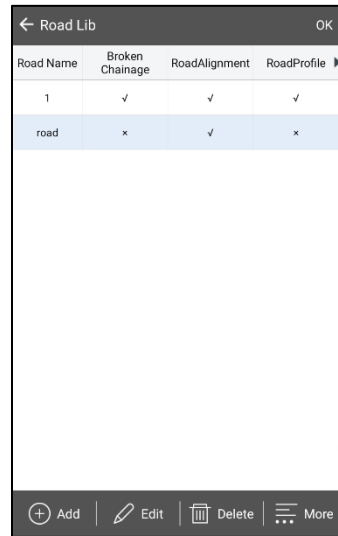 ← Road Lib OK
Road Name Broken Chainage RoadAlignment RoadProfile
1 √ √ √
road × √ ×
Add Edit Delete More